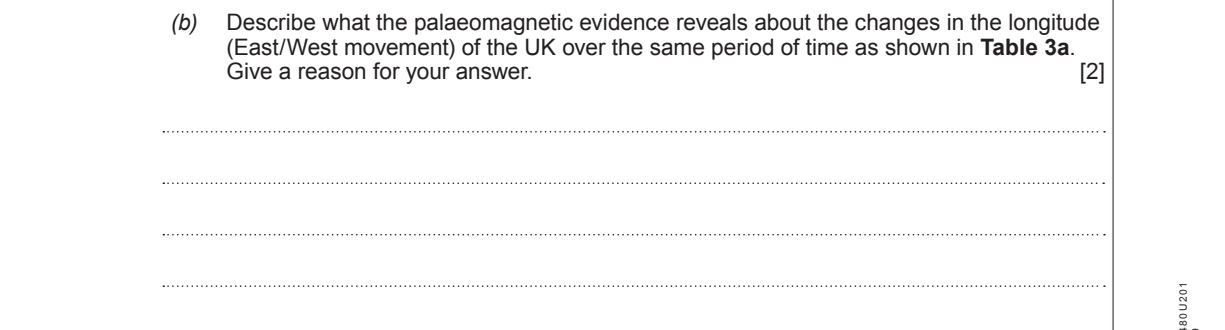 (b) Describe what the palaeomagnetic evidence reveals about the changes in the longitude
(East/West movement) of the UK over the same period of time as shown in Table 3a.
Give a reason for your answer. [2]
480U201